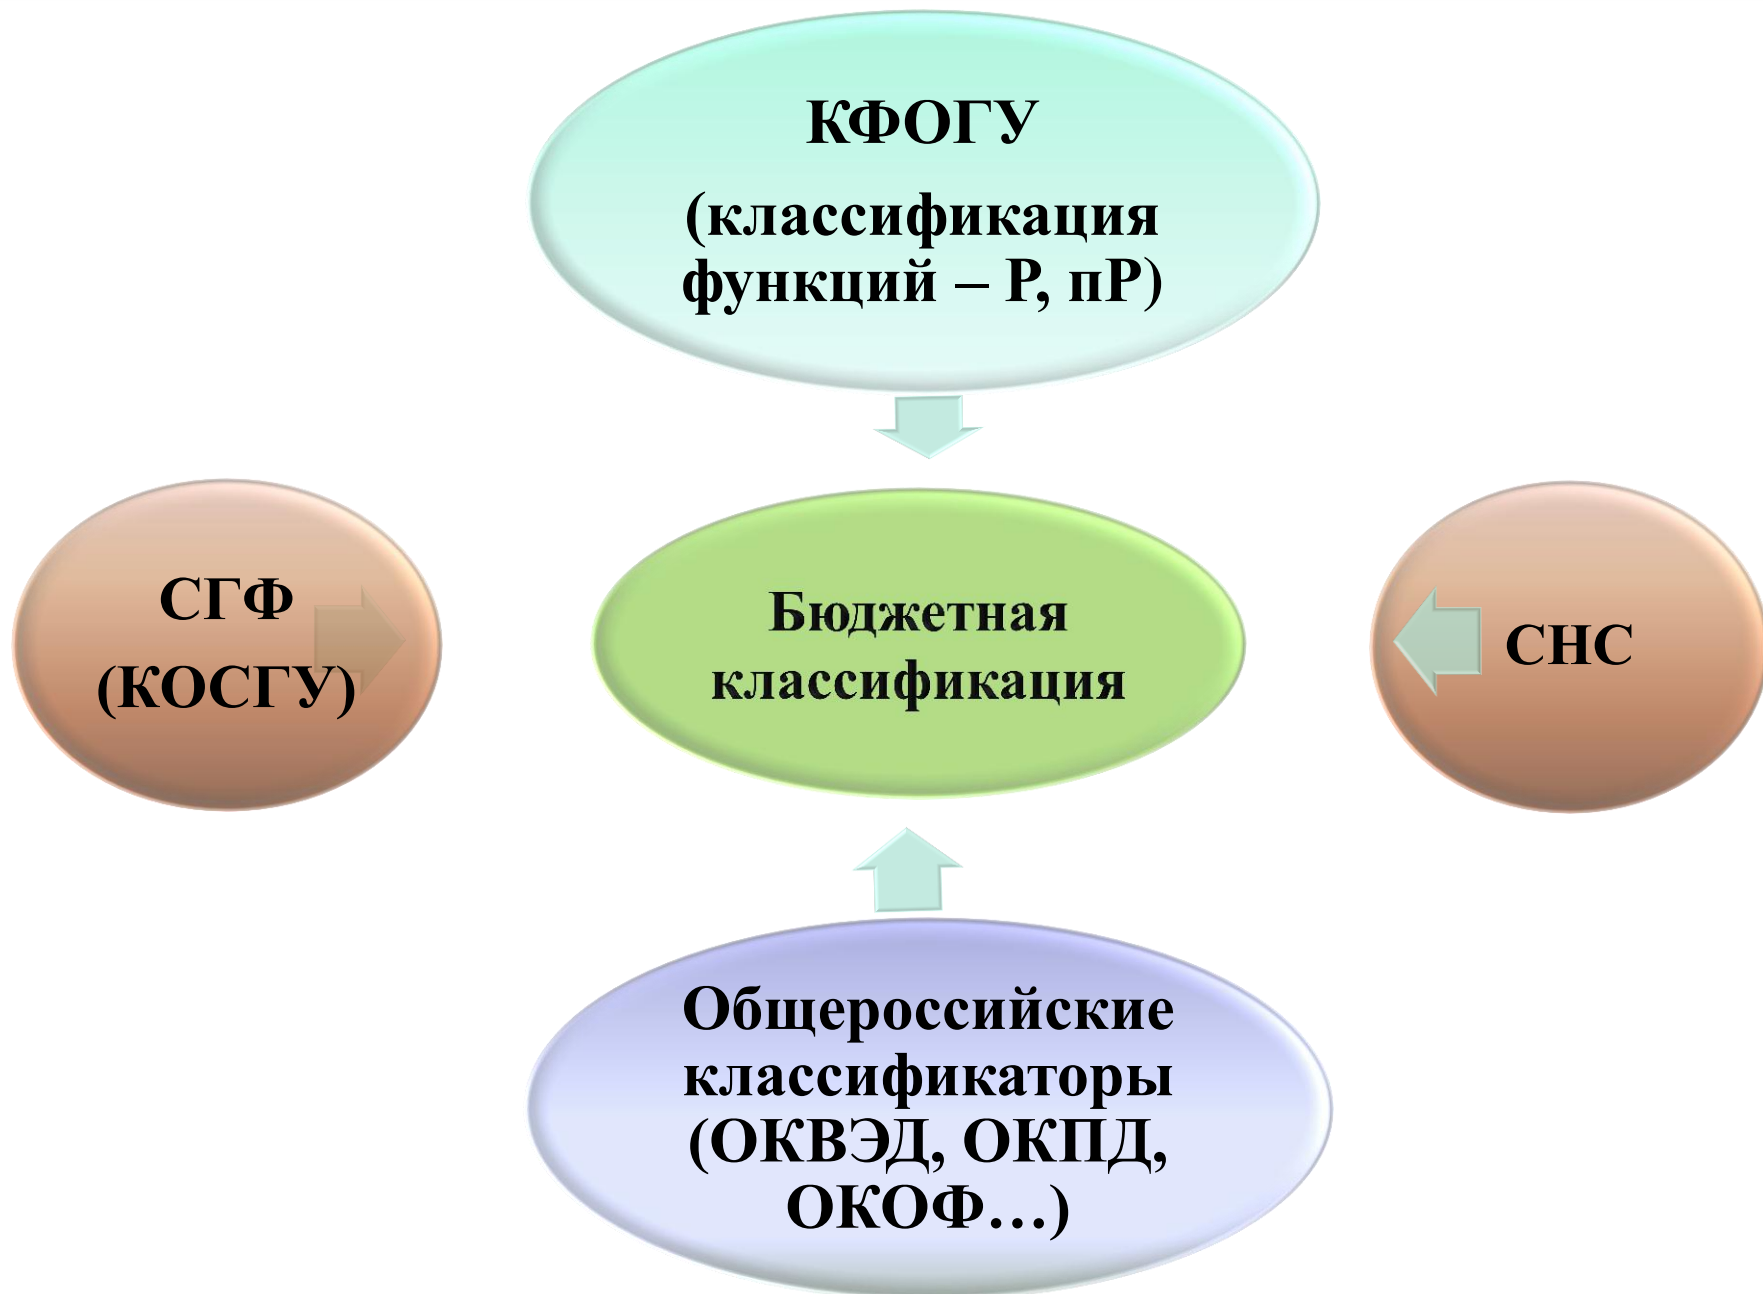 КФОГУ
(классификация
функций – Р, пР)
СГФ
(КОСГУ)
Бюджетная
классификация
СНС
Общероссийские
классификаторы
(ОКВЭД, ОКПД,
ОКОФ…)